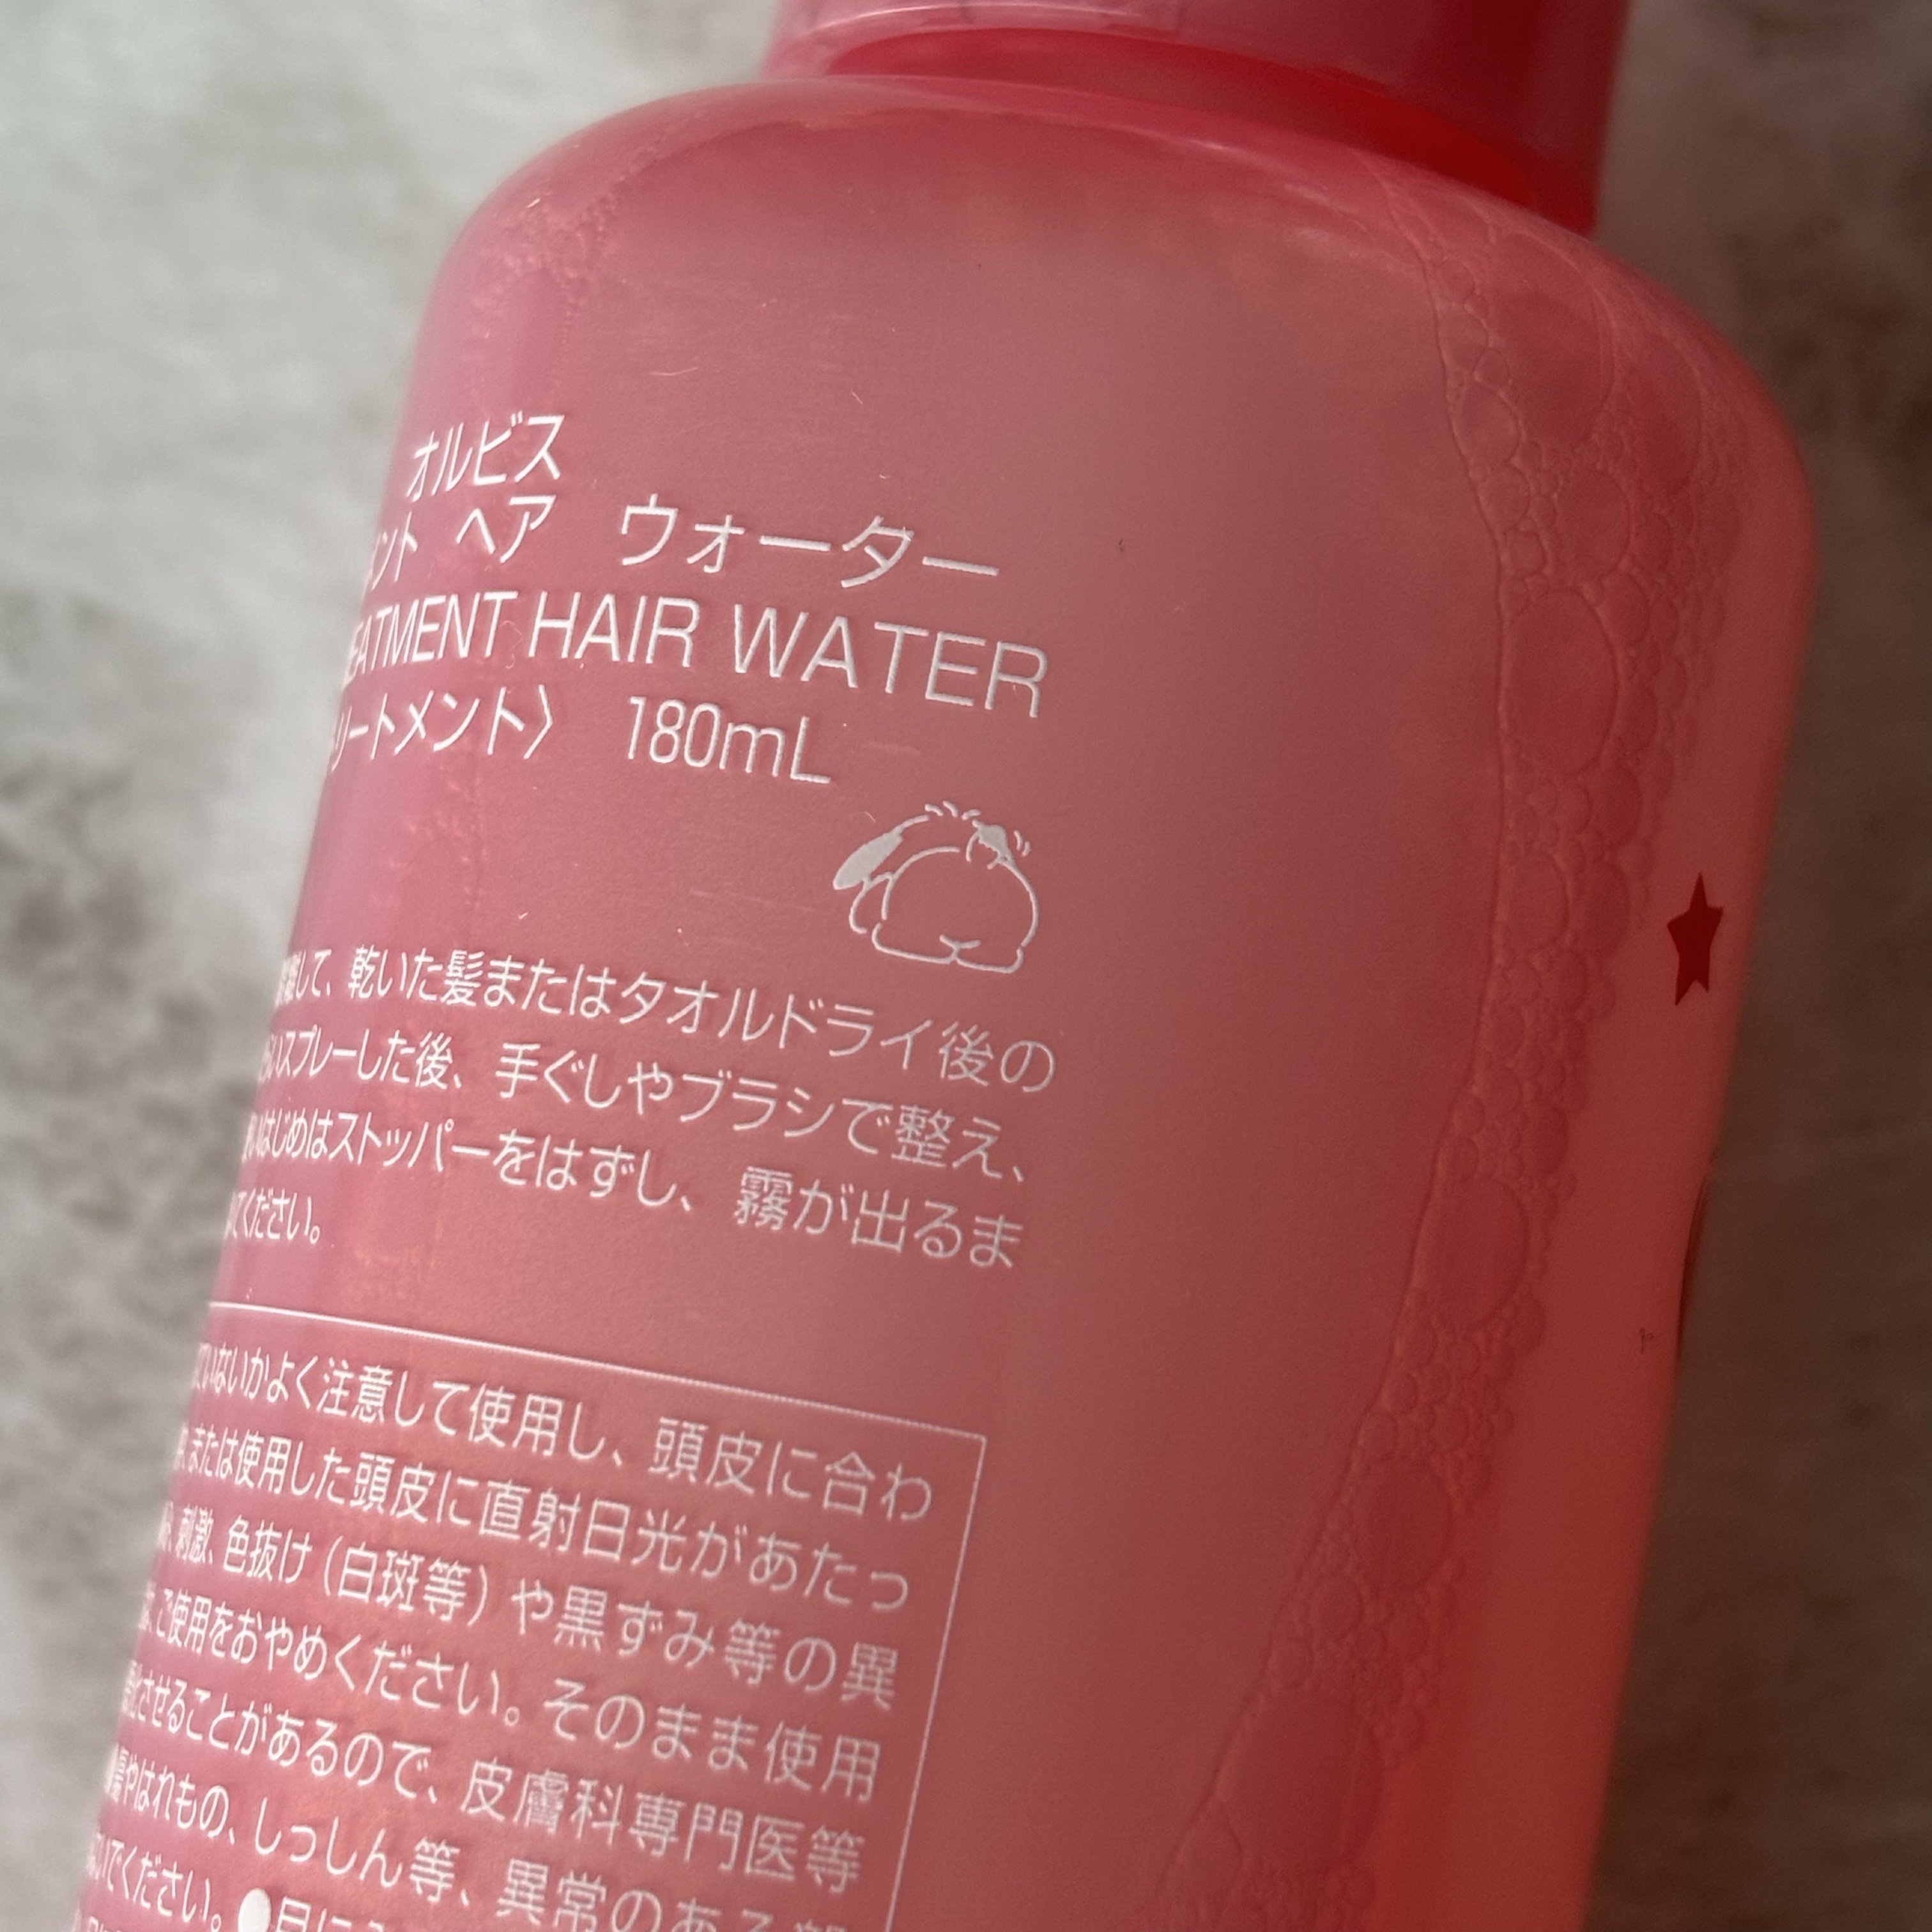 オルビス
ヘア ウォーター
HAIR WATER
リートメント〉 180mL
して、乾いた髪またはタオルドライ後の
スプレーした後、手ぐしやブラシで整え、
はじめはストッパーをはずし、霧が出るま
てください。
いないかよく注意して使用し、頭皮に合わ
または使用した頭皮に直射日光があたっ
刺激、色抜け（白斑等）や黒ずみ等の異
ご使用をおやめください。そのまま使用
させることがあるので、皮膚科専門医等
やはれもの、しっしん等、異常のある部
でください。●目に入